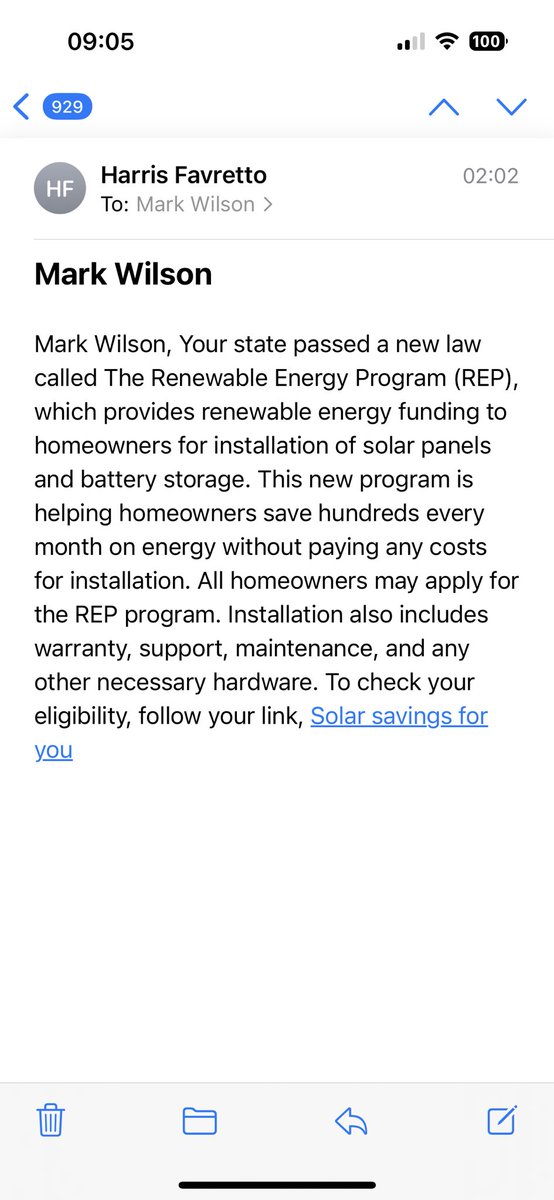 09:05
100
929
HF
Harris Favretto
02:02
To: Mark Wilson
Mark Wilson
Mark Wilson, Your state passed a new law
called The Renewable Energy Program (REP),
which provides renewable energy funding to
homeowners for installation of solar panels
and battery storage. This new program is
helping homeowners save hundreds every
month on energy without paying any costs
for installation. All homeowners may apply for
the REP program. Installation also includes
warranty, support, maintenance, and any
other necessary hardware. To check your
eligibility, follow your link, Solar savings for
you